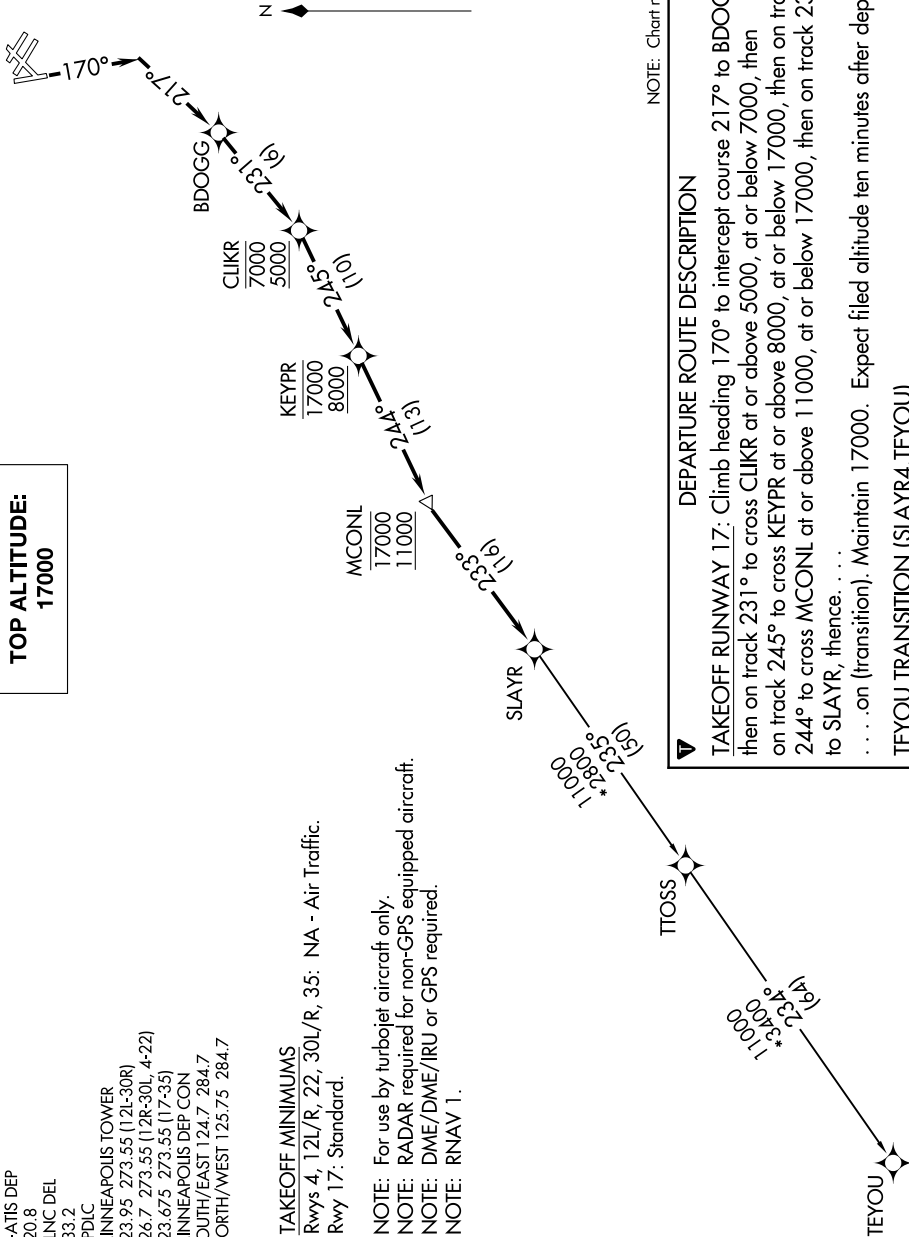 TOP ALTITUDE:
17000
-ATIS DEP
20.8
LNC DEL
33.2
PDLC
INNEAPOLIS TOWER
23.95 273.55 (12L-30R)
26.7 273.55 (12R-30L, 4-22)
23.675 273.55 (17-35)
INNEAPOLIS DEP CON
OUTH/EAST 124.7 284.7
ORTH/WEST 125.75 284.7
TAKEOFF MINIMUMS
Rwys 4, 12L/R, 22, 30L/R, 35: NA - Air Traffic.
Rwy 17: Standard.
NOTE: For use by turbojet aircraft only.
NOTE: RADAR required for non-GPS equipped aircraft.
NOTE: DME/DME/IRU or GPS required.
NOTE: RNAV 1.
N
170°
217°
BDOGG
231°
(6)
CLIKR
7000
5000
245°
(10)
KEYPR
17000
8000
244°
(13)
MCONL
17000
11000
233°
(16)
SLAYR
11000
*2800
235°
(50)
TTOSS
11000
*3400
234°
(64)
TEYOU
NOTE: Chart n
DEPARTURE ROUTE DESCRIPTION
T
TAKEOFF RUNWAY 17: Climb heading 170° to intercept course 217° to BDOG
then on track 231° to cross CLIKR at or above 5000, at or below 7000, then
on track 245° to cross KEYPR at or above 8000, at or below 17000, then on tra
244° to cross MCONL at or above 11000, at or below 17000, then on track 23
to SLAYR, thence. . . .
. . . .on (transition). Maintain 17000. Expect filed altitude ten minutes after dep
TEYOU TRANSITION (SLAYR4.TEYOU)